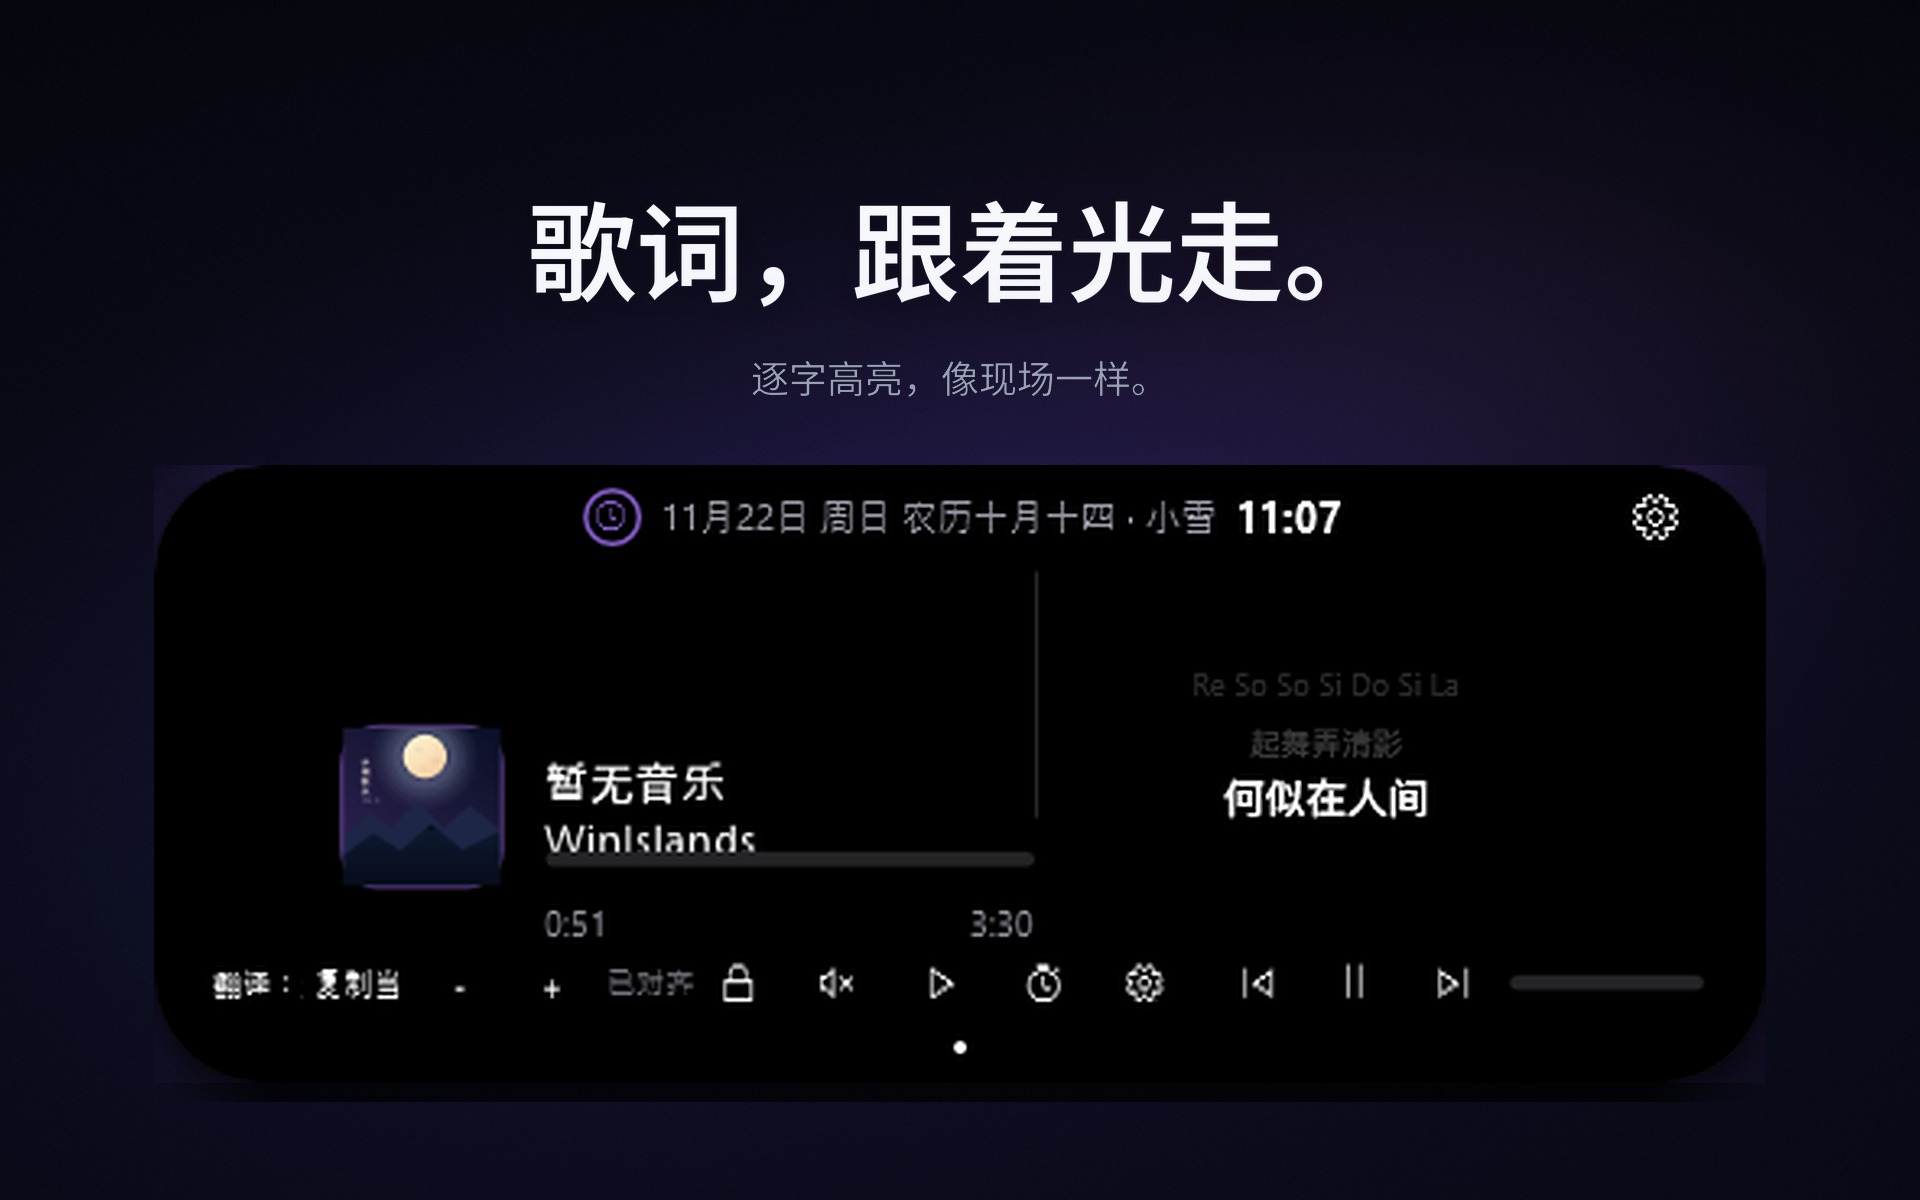 歌词，跟着光走。
逐字高亮，像现场一样。
11月22日 周日 农历十月十四 · 小雪 11:07
Re So So Si Do Si La
起舞弄清影
何似在人间
暂无音乐
WinIslands
0:51 3:30
翻译： 复制当 - + 已对齐